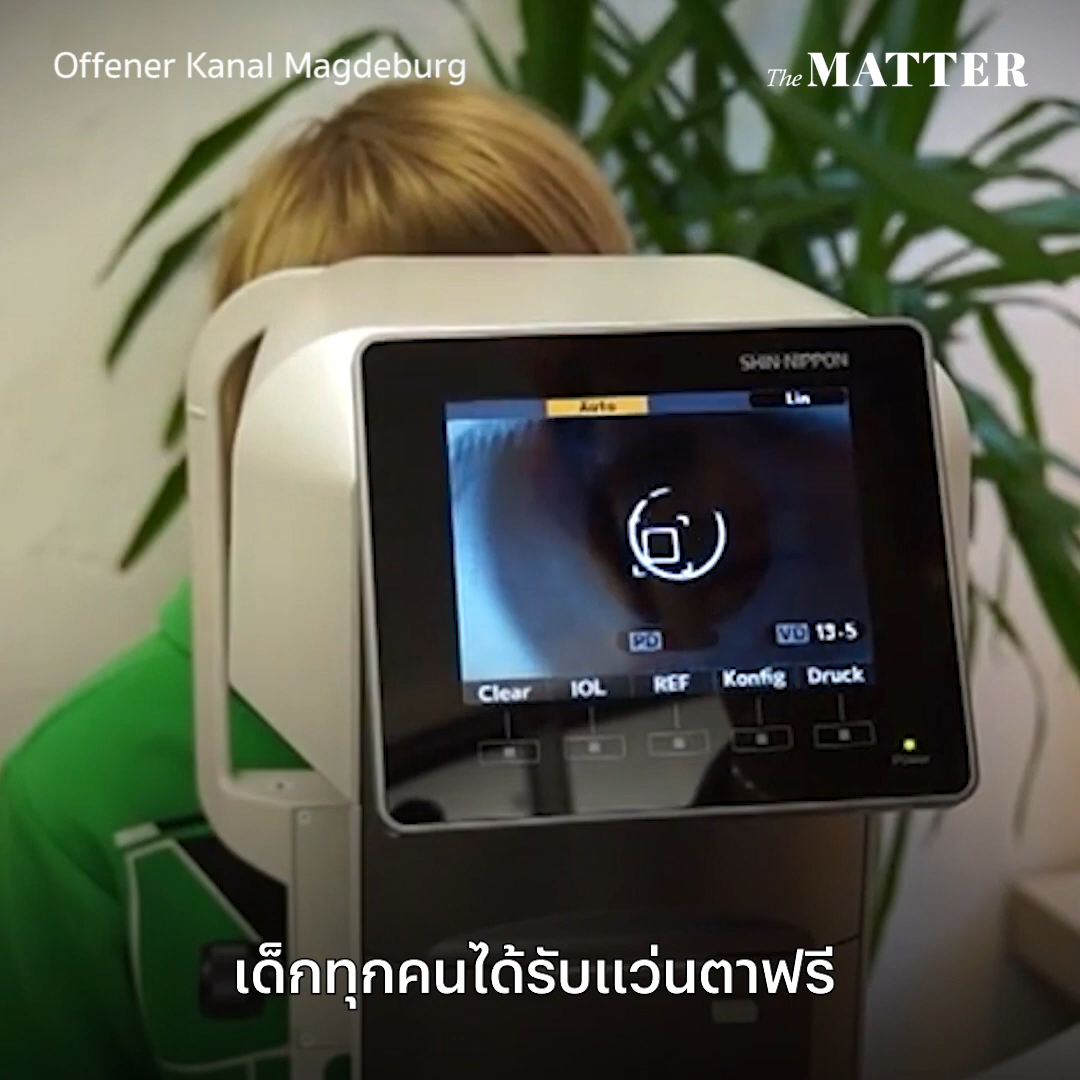 Offener Kanal Magdeburg
The MATTER
SHIN-NIPPON
Auto
Lin
PD
VD 13.5
Clear IOL REF Konfig Druck
POWER
เด็กทุกคนได้รับแว่นตาฟรี